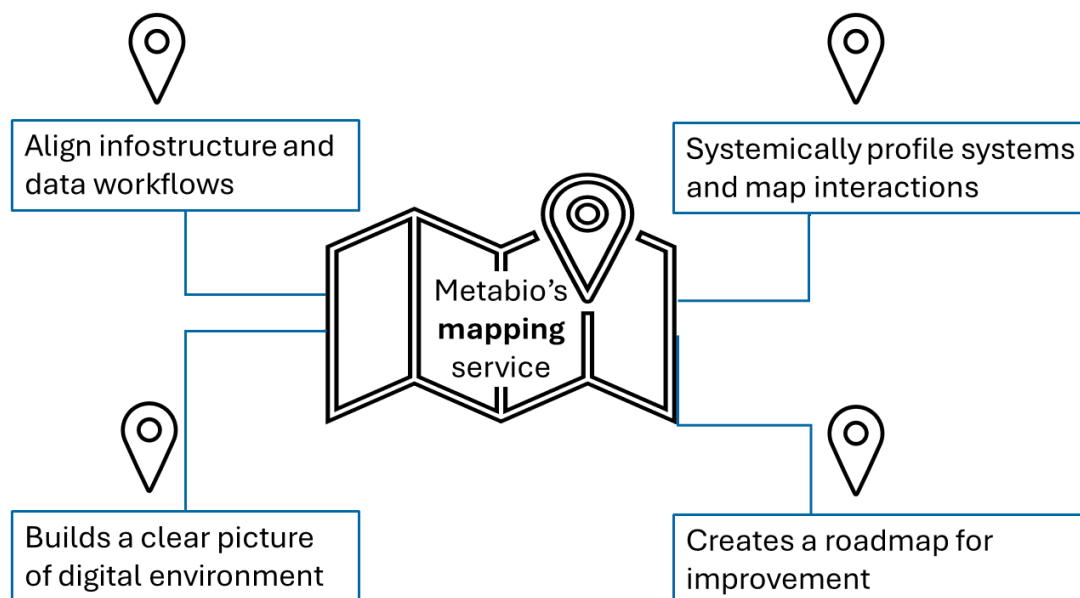 Align infostructure and
data workflows
Systemically profile systems
and map interactions
Metabio’s
mapping
service
Builds a clear picture
of digital environment
Creates a roadmap for
improvement